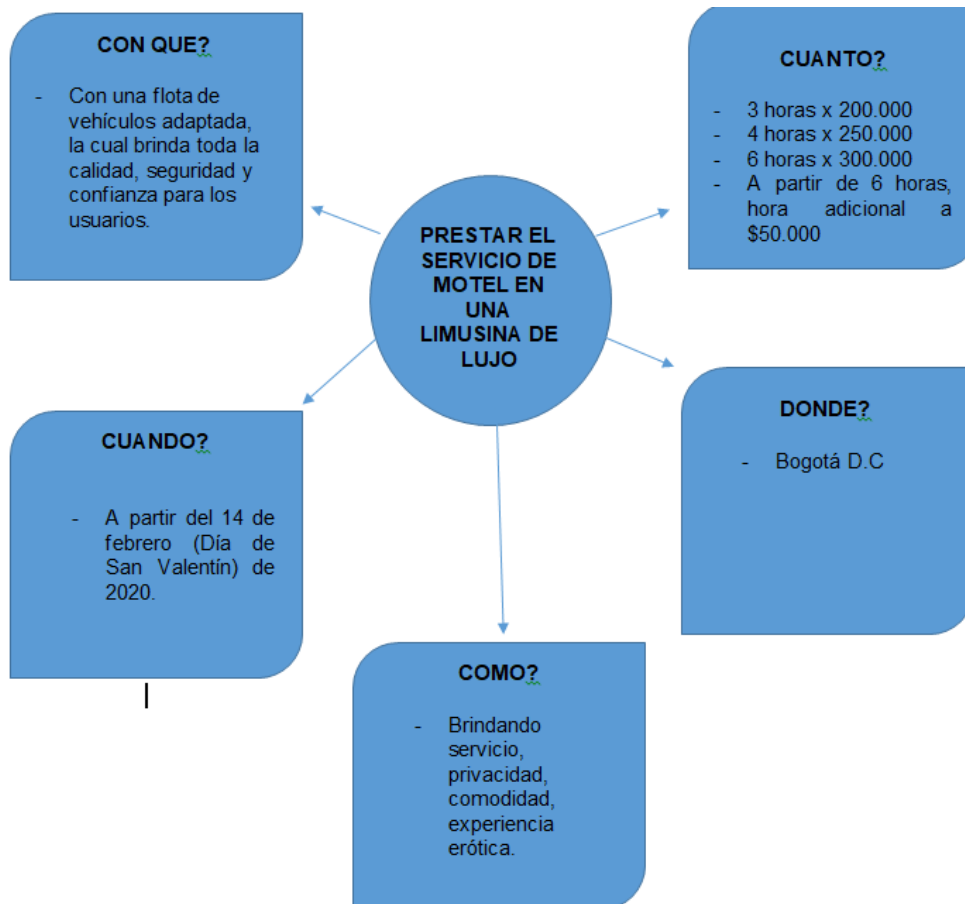 CON QUE?
- Con una flota de
vehículos adaptada,
la cual brinda toda la
calidad, seguridad y
confianza para los
usuarios.
CUANTO?
- 3 horas x 200.000
- 4 horas x 250.000
- 6 horas x 300.000
- A partir de 6 horas,
hora adicional a
$50.000
PRESTAR EL
SERVICIO DE
MOTEL EN
UNA
LIMUSINA DE
LUJO
CUANDO?
- A partir del 14 de
febrero (Día de
San Valentín) de
2020.
DONDE?
- Bogotá D.C
COMO?
- Brindando
servicio,
privacidad,
comodidad,
experiencia
erótica.